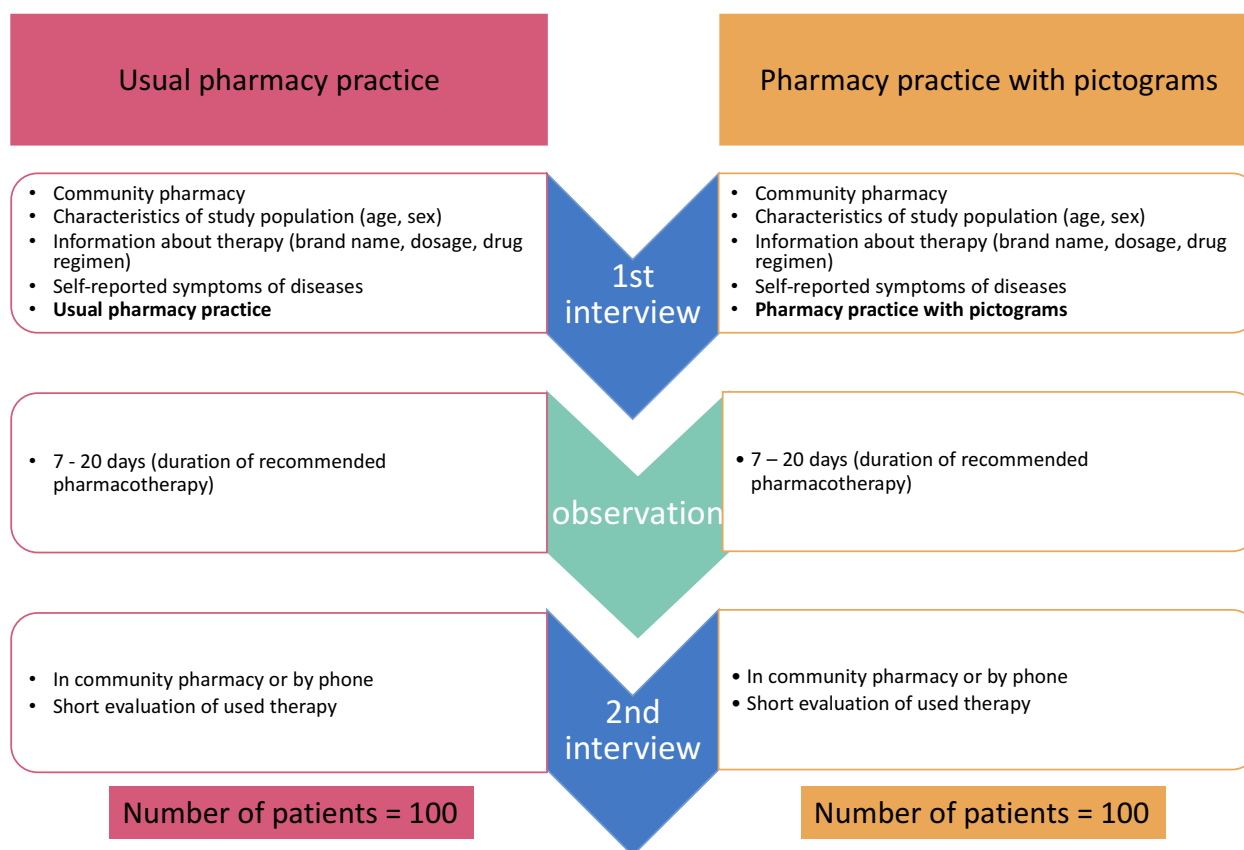 Usual pharmacy practice
Pharmacy practice with pictograms
• Community pharmacy
• Characteristics of study population (age, sex)
• Information about therapy (brand name, dosage, drug
regimen)
• Self-reported symptoms of diseases
• Usual pharmacy practice
1st
interview
• Community pharmacy
• Characteristics of study population (age, sex)
• Information about therapy (brand name, dosage, drug
regimen)
• Self-reported symptoms of diseases
• Pharmacy practice with pictograms
• 7 - 20 days (duration of recommended
pharmacotherapy)
observation
• 7 – 20 days (duration of recommended
pharmacotherapy)
• In community pharmacy or by phone
• Short evaluation of used therapy
2nd
interview
• In community pharmacy or by phone
• Short evaluation of used therapy
Number of patients = 100
Number of patients = 100